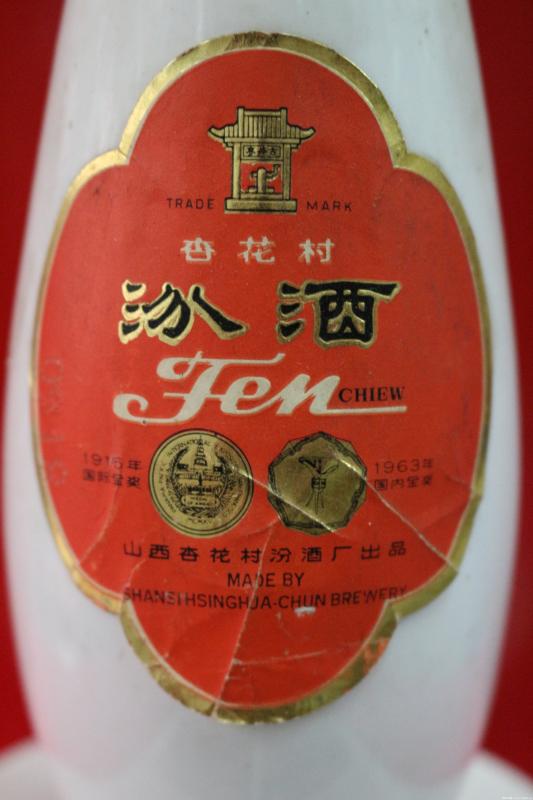 TRADE MARK
杏花村
汾酒
Fen CHIEW
1915年 1963年
国际金奖 国内金奖
山西杏花村汾酒厂出品
MADE BY
SHANSI HSINGHUA-CHUN BREWERY